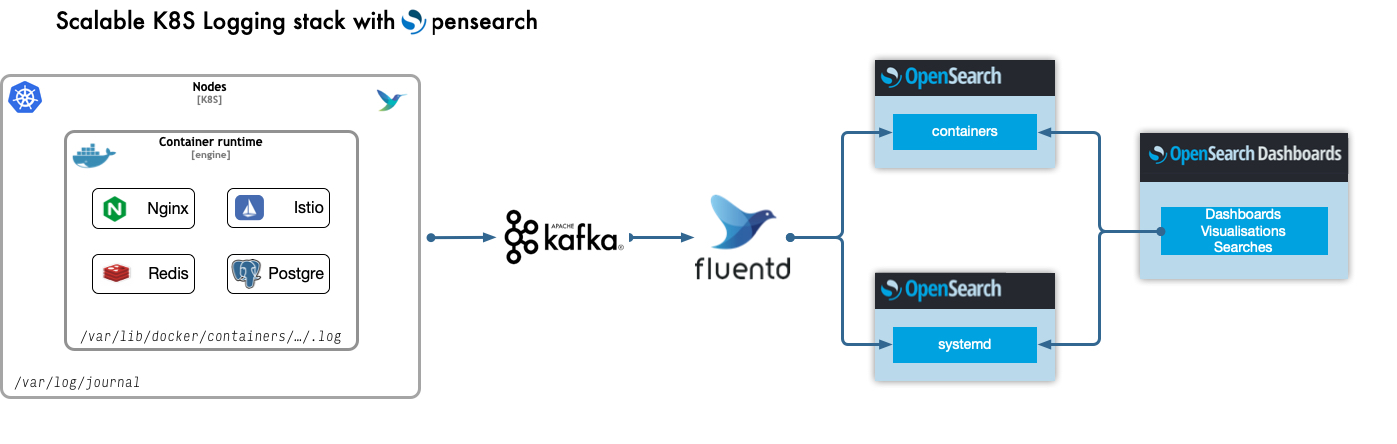 Scalable K8S Logging stack with pensearch
Nodes
[K8S]
Container runtime
[engine]
Nginx
Istio
Redis
Postgre
/var/lib/docker/containers/…/.log
/var/log/journal
APACHE
kafka®
fluentd
OpenSearch
containers
OpenSearch
systemd
OpenSearch Dashboards
Dashboards
Visualisations
Searches